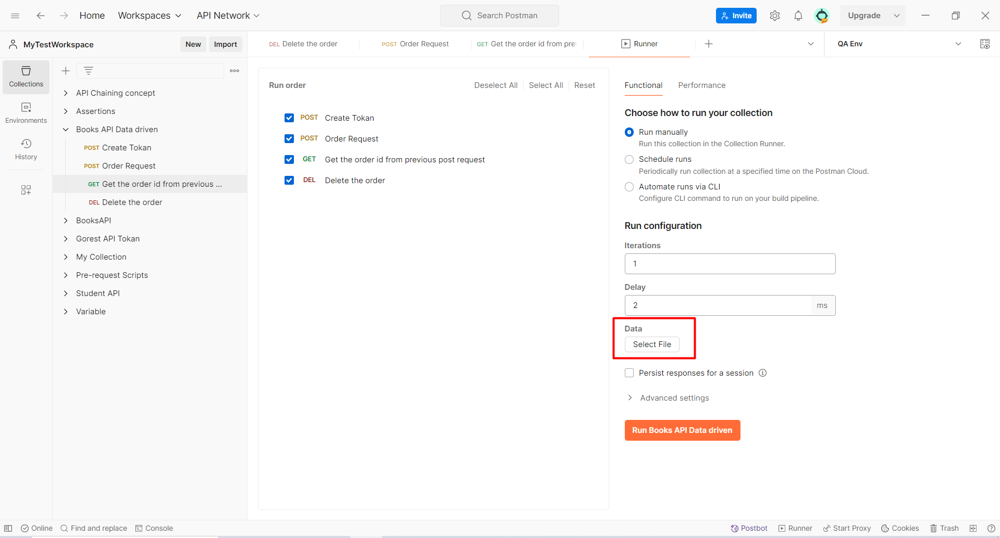 Home Workspaces API Network Search Postman Invite Upgrade
MyTestWorkspace New Import
DEL Delete the order POST Order Request GET Get the order id from pre Runner QA Env
Collections
Environments
History
API Chaining concept
Assertions
Books API Data driven
POST Create Tokan
POST Order Request
GET Get the order id from previous ...
DEL Delete the order
BooksAPI
Gorest API Tokan
My Collection
Pre-request Scripts
Student API
Variable
Run order Deselect All Select All Reset
POST Create Tokan
POST Order Request
GET Get the order id from previous post request
DEL Delete the order
Functional Performance
Choose how to run your collection
Run manually
Run this collection in the Collection Runner.
Schedule runs
Periodically run collection at a specified time on the Postman Cloud.
Automate runs via CLI
Configure CLI command to run on your build pipeline.
Run configuration
Iterations
1
Delay
2 ms
Data
Select File
Persist responses for a session
Advanced settings
Run Books API Data driven
Online Find and replace Console Postbot Runner Start Proxy Cookies Trash